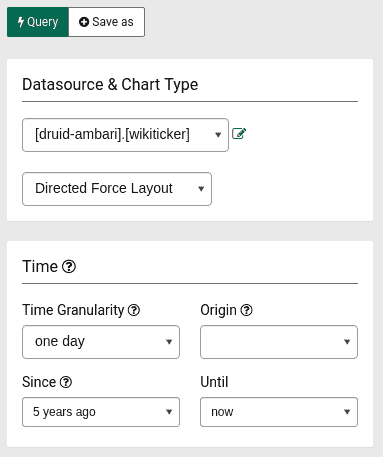 Query Save as
Datasource & Chart Type
[druid-ambari].[wikiticker]
Directed Force Layout
Time
Time Granularity Origin
one day
Since Until
5 years ago now